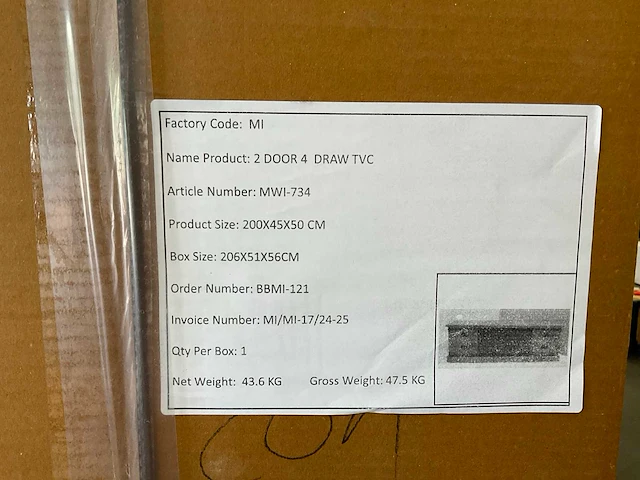 Factory Code: MI
Name Product: 2 DOOR 4 DRAW TVC
Article Number: MWI-734
Product Size: 200X45X50 CM
Box Size: 206X51X56CM
Order Number: BBMI-121
Invoice Number: MI/MI-17/24-25
Qty Per Box: 1
Net Weight: 43.6 KG Gross Weight: 47.5 KG